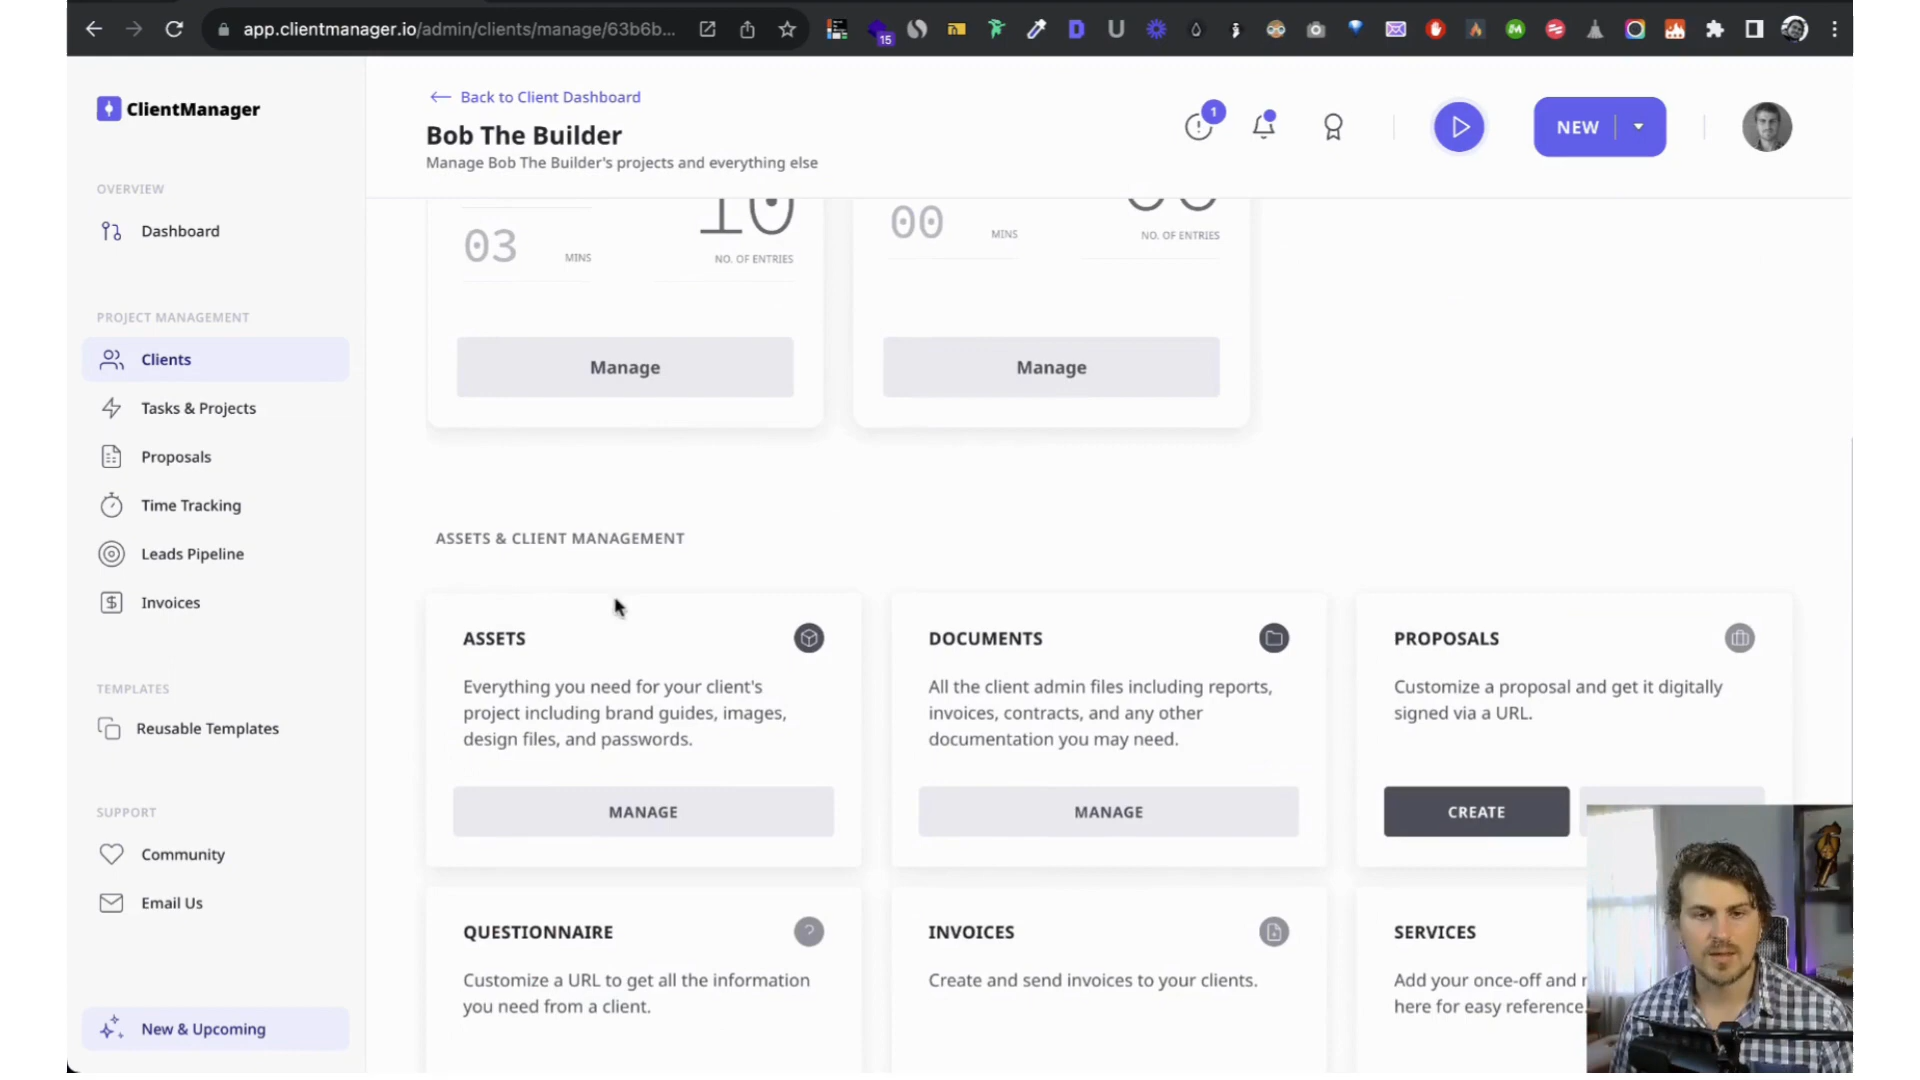 app.clientmanager.io/admin/clients/manage/63b6b...
15
ClientManager
OVERVIEW
Dashboard
PROJECT MANAGEMENT
Clients
Tasks & Projects
Proposals
Time Tracking
Leads Pipeline
Invoices
TEMPLATES
Reusable Templates
SUPPORT
Community
Email Us
New & Upcoming
Back to Client Dashboard
Bob The Builder
Manage Bob The Builder's projects and everything else
1
NEW
10
03 MINS
NO. OF ENTRIES
Manage
00 MINS
NO. OF ENTRIES
Manage
ASSETS & CLIENT MANAGEMENT
ASSETS
Everything you need for your client's
project including brand guides, images,
design files, and passwords.
MANAGE
DOCUMENTS
All the client admin files including reports,
invoices, contracts, and any other
documentation you may need.
MANAGE
PROPOSALS
Customize a proposal and get it digitally
signed via a URL.
CREATE
QUESTIONNAIRE
Customize a URL to get all the information
you need from a client.
INVOICES
Create and send invoices to your clients.
SERVICES
Add your once-off and
here for easy reference.